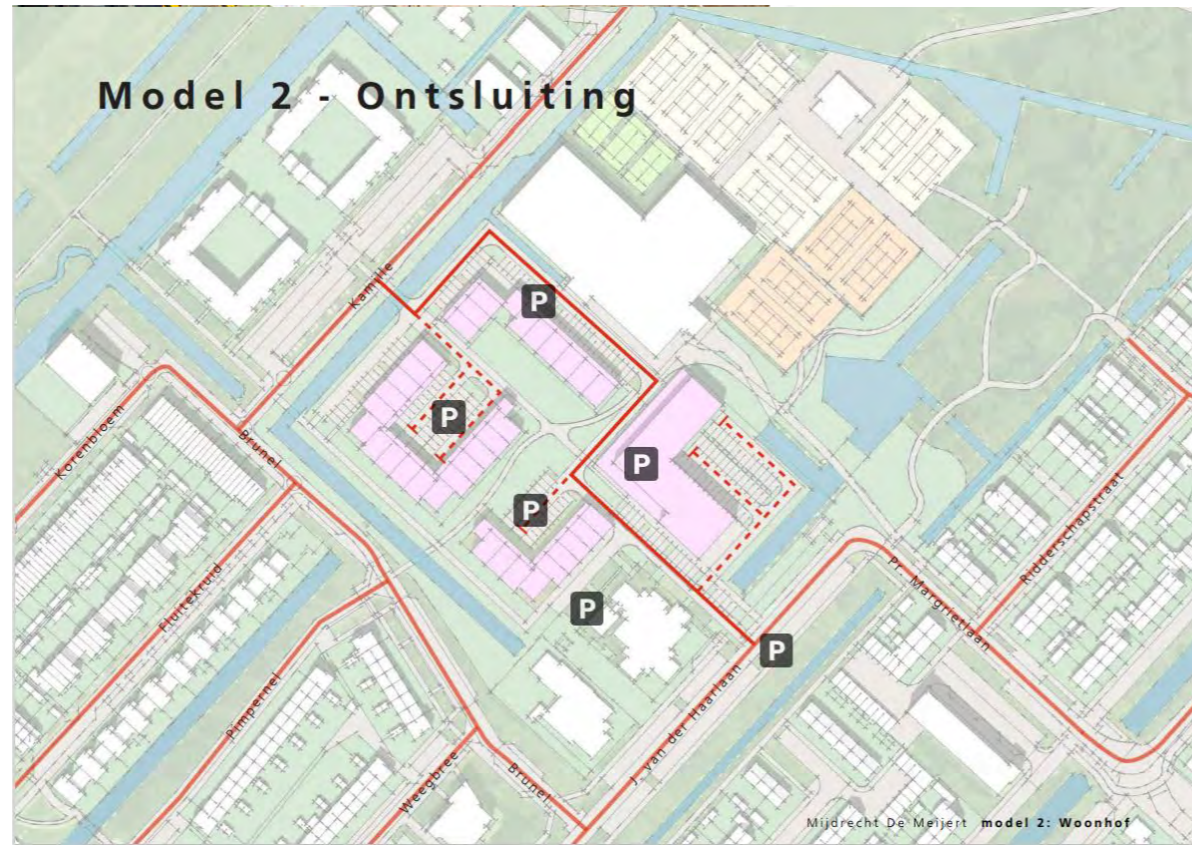 Model 2 - Ontsluiting
Kamille
P
Korenbloem
Brunel
P
P
P
Ridderschapstraat
Fluitekruid
Pr. Margrietlaan
P
P
Pimpernel
J. van der Haarlaan
Weegbree
Brunel
Mijdrecht De Meijert model 2: Woonhof